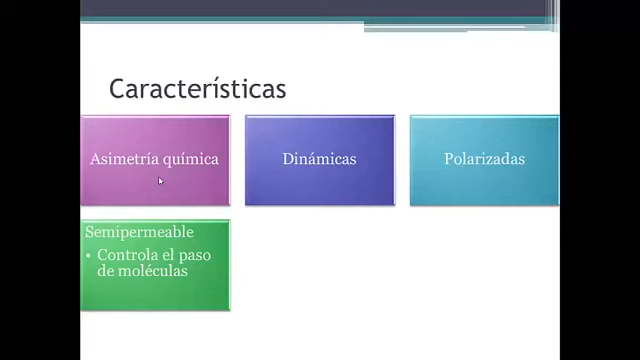 Características
Asimetría química
Dinámicas
Polarizadas
Semipermeable
• Controla el paso
de moléculas